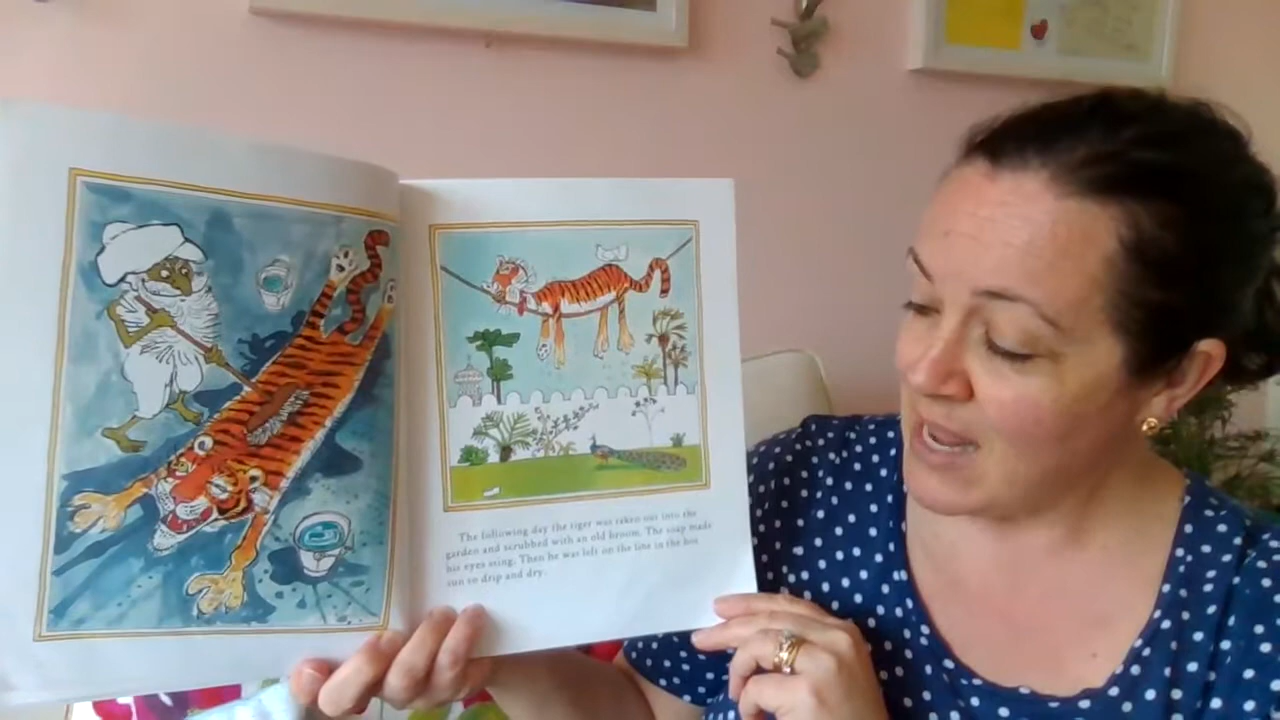 The following day the tiger was taken out into the
garden and scrubbed with an old broom. The soap made
his eyes sting. Then he was left on the line in the hot
sun to drip and dry.